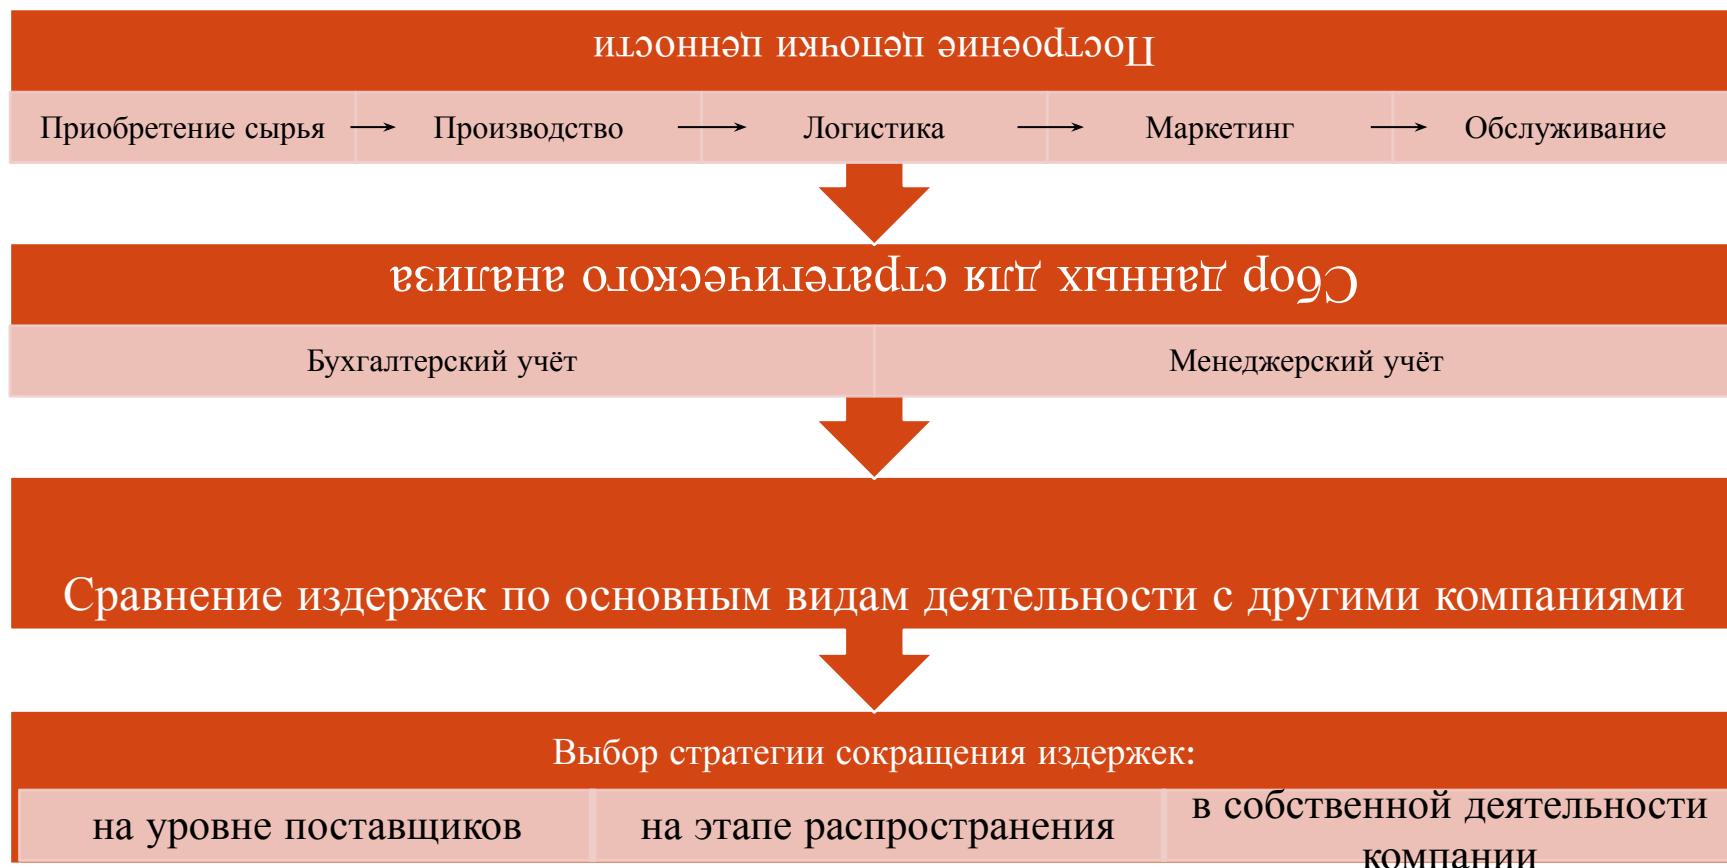 Построение цепочки ценности
Приобретение сырья
Производство
Логистика
Маркетинг
Обслуживание
Сбор данных для стратегического анализа
Бухгалтерский учёт
Менеджерский учёт
Сравнение издержек по основным видам деятельности с другими компаниями
Выбор стратегии сокращения издержек:
на уровне поставщиков
на этапе распространения
в собственной деятельности
компании